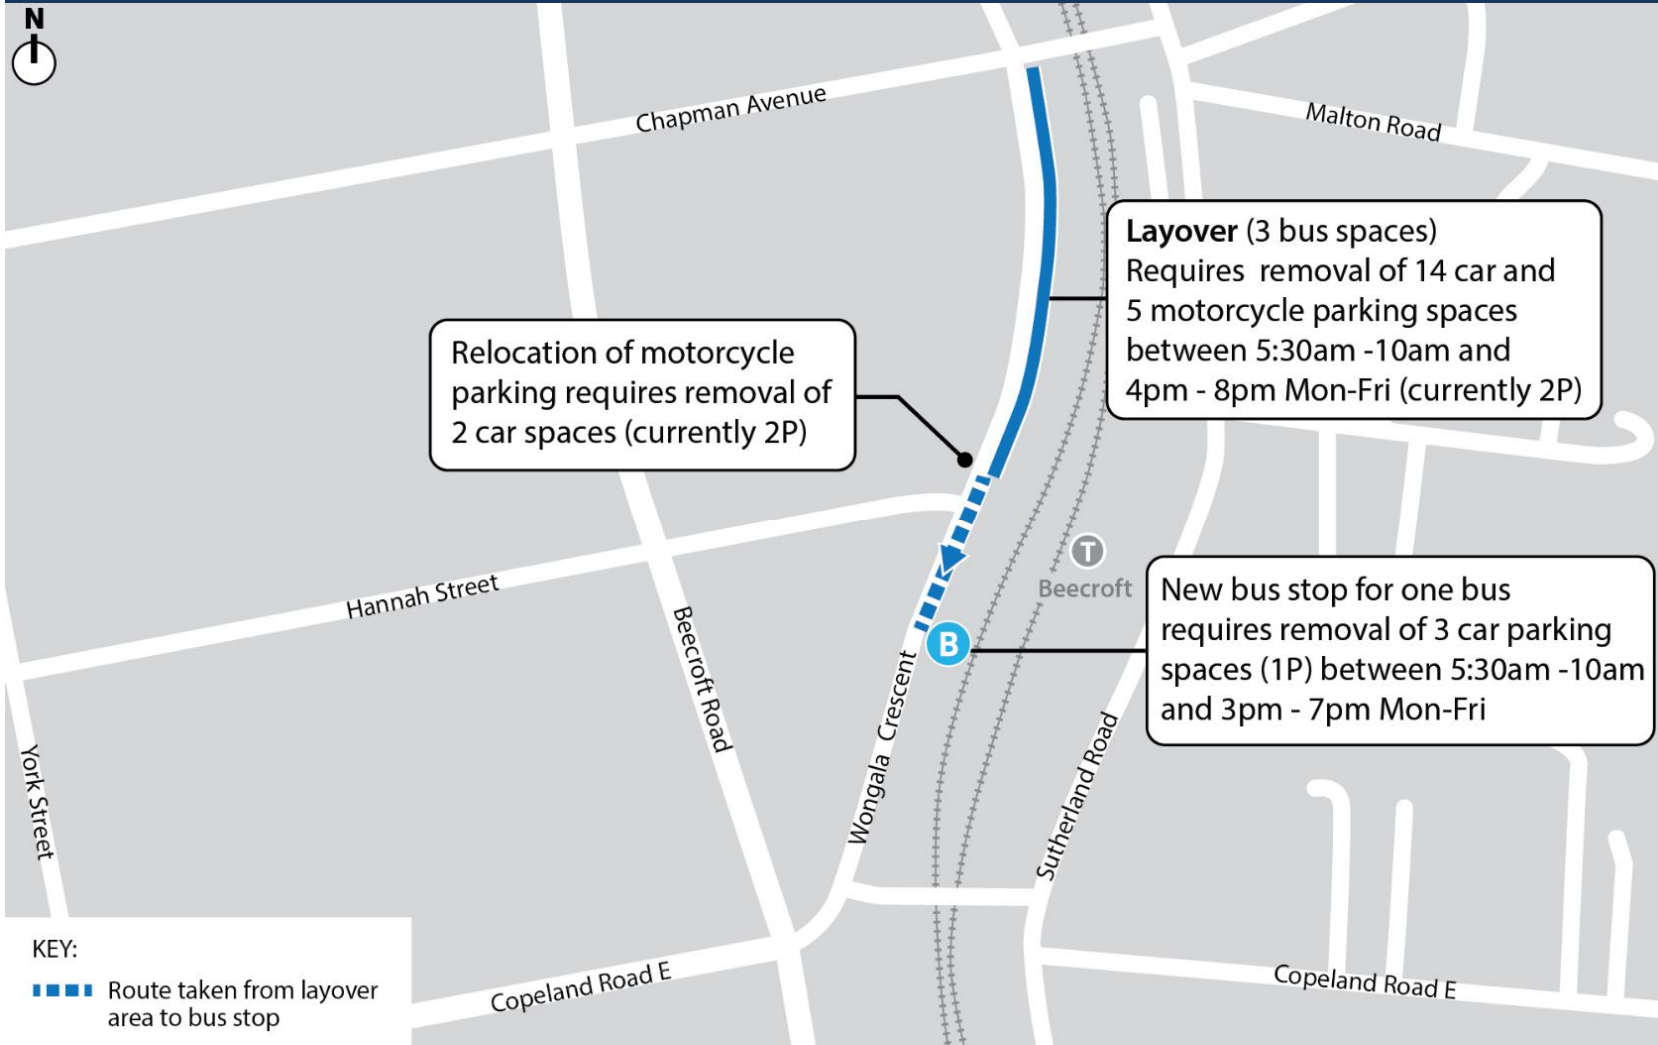 N
Chapman Avenue
Malton Road
Layover (3 bus spaces)
Requires removal of 14 car and
5 motorcycle parking spaces
between 5:30am -10am and
4pm - 8pm Mon-Fri (currently 2P)
Relocation of motorcycle
parking requires removal of
2 car spaces (currently 2P)
T
Beecroft
Hannah Street
Beecroft Road
B
New bus stop for one bus
requires removal of 3 car parking
spaces (1P) between 5:30am -10am
and 3pm - 7pm Mon-Fri
Wongala Crescent
Sutherland Road
York Street
KEY:
Route taken from layover
area to bus stop
Copeland Road E
Copeland Road E